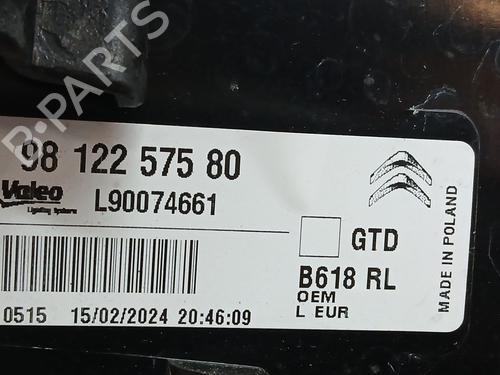 B-PARTS
98 122 575 80
Valeo
Lighting Systems
L90074661
GTD
B618 RL
OEM
L EUR
MADE IN POLAND
0515 15/02/2024 20:46:09